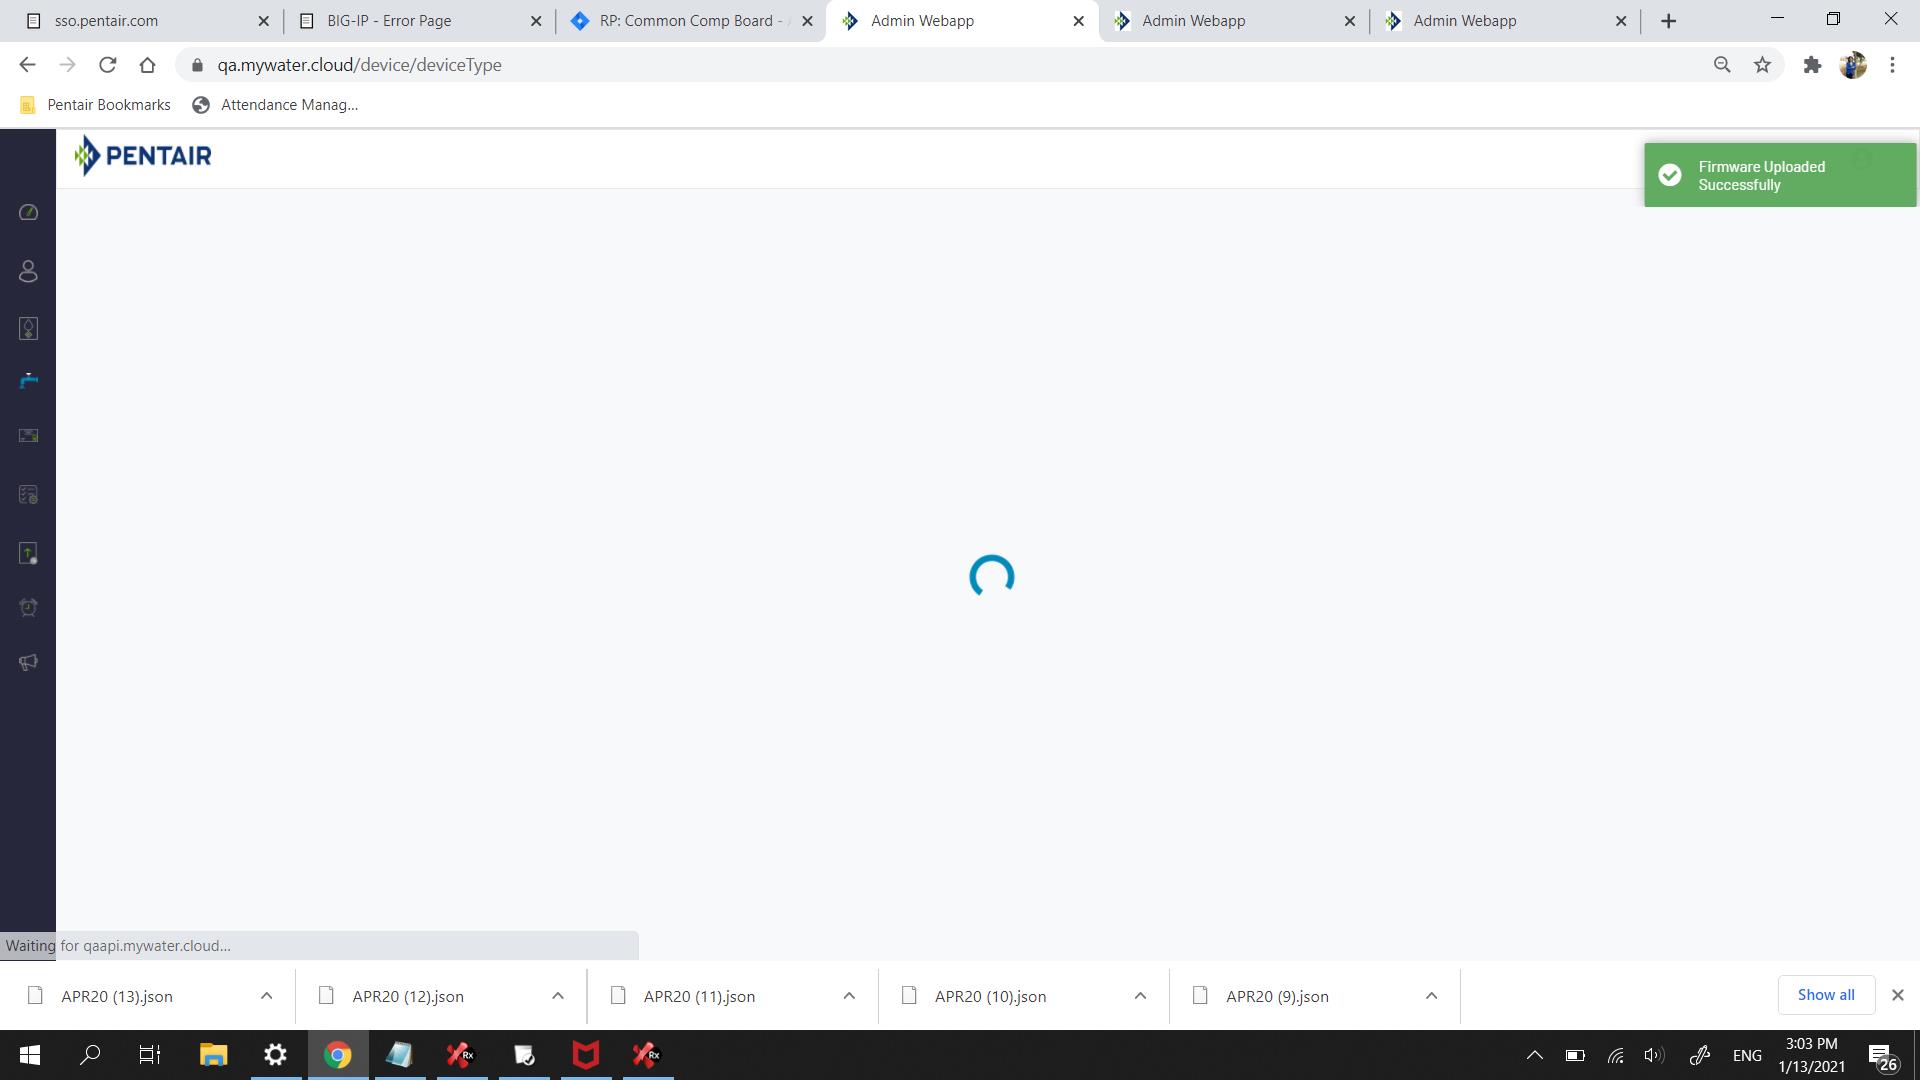 sso.pentair.com
BIG-IP - Error Page
RP: Common Comp Board -
Admin Webapp
Admin Webapp
Admin Webapp
qa.mywater.cloud/device/deviceType
Pentair Bookmarks
Attendance Manag...
PENTAIR
Firmware Uploaded
Successfully
Waiting for qaapi.mywater.cloud...
APR20 (13).json
APR20 (12).json
APR20 (11).json
APR20 (10).json
APR20 (9).json
Show all
Rx
Rx
ENG
3:03 PM
1/13/2021
26